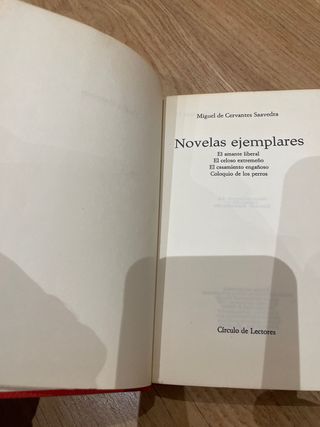 Miguel de Cervantes Saavedra
Novelas ejemplares
El amante liberal
El celoso extremeño
El casamiento engañoso
Coloquio de los perros
Círculo de Lectores